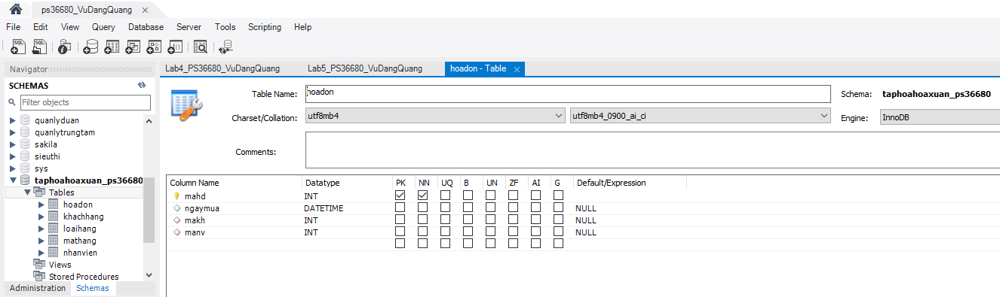 ps36680_VuDangQuang
File Edit View Query Database Server Tools Scripting Help
Navigator
SCHEMAS
Filter objects
quanlyduan
quanlytrungtam
sakila
sieuthi
sys
taphoahoaxuan_ps36680
Tables
hoadon
khachhang
loaihang
mathang
nhanvien
Views
Stored Procedures
Administration Schemas
Lab4_PS36680_VuDangQuang Lab5_PS36680_VuDangQuang hoadon - Table
Table Name: hoadon Schema: taphoahoaxuan_ps36680
Charset/Collation: utf8mb4 utf8mb4_0900_ai_ci Engine: InnoDB
Comments:
Column Name Datatype PK NN UQ B UN ZF AI G Default/Expression
mahd INT
ngaymua DATETIME NULL
makh INT NULL
manv INT NULL